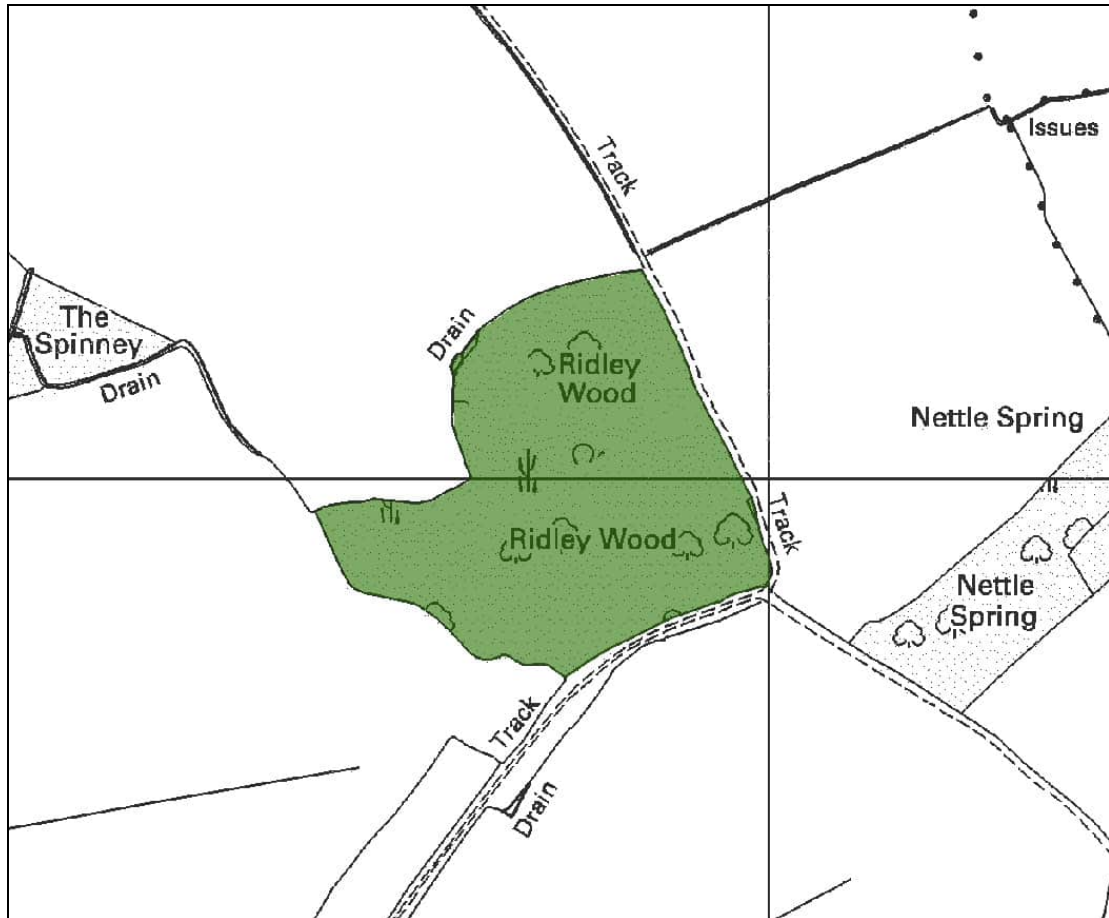 Track
Issues
The
Spinney
Drain
Drain
Ridley
Wood
Nettle Spring
Ridley Wood
Track
Nettle
Spring
Track
Drain